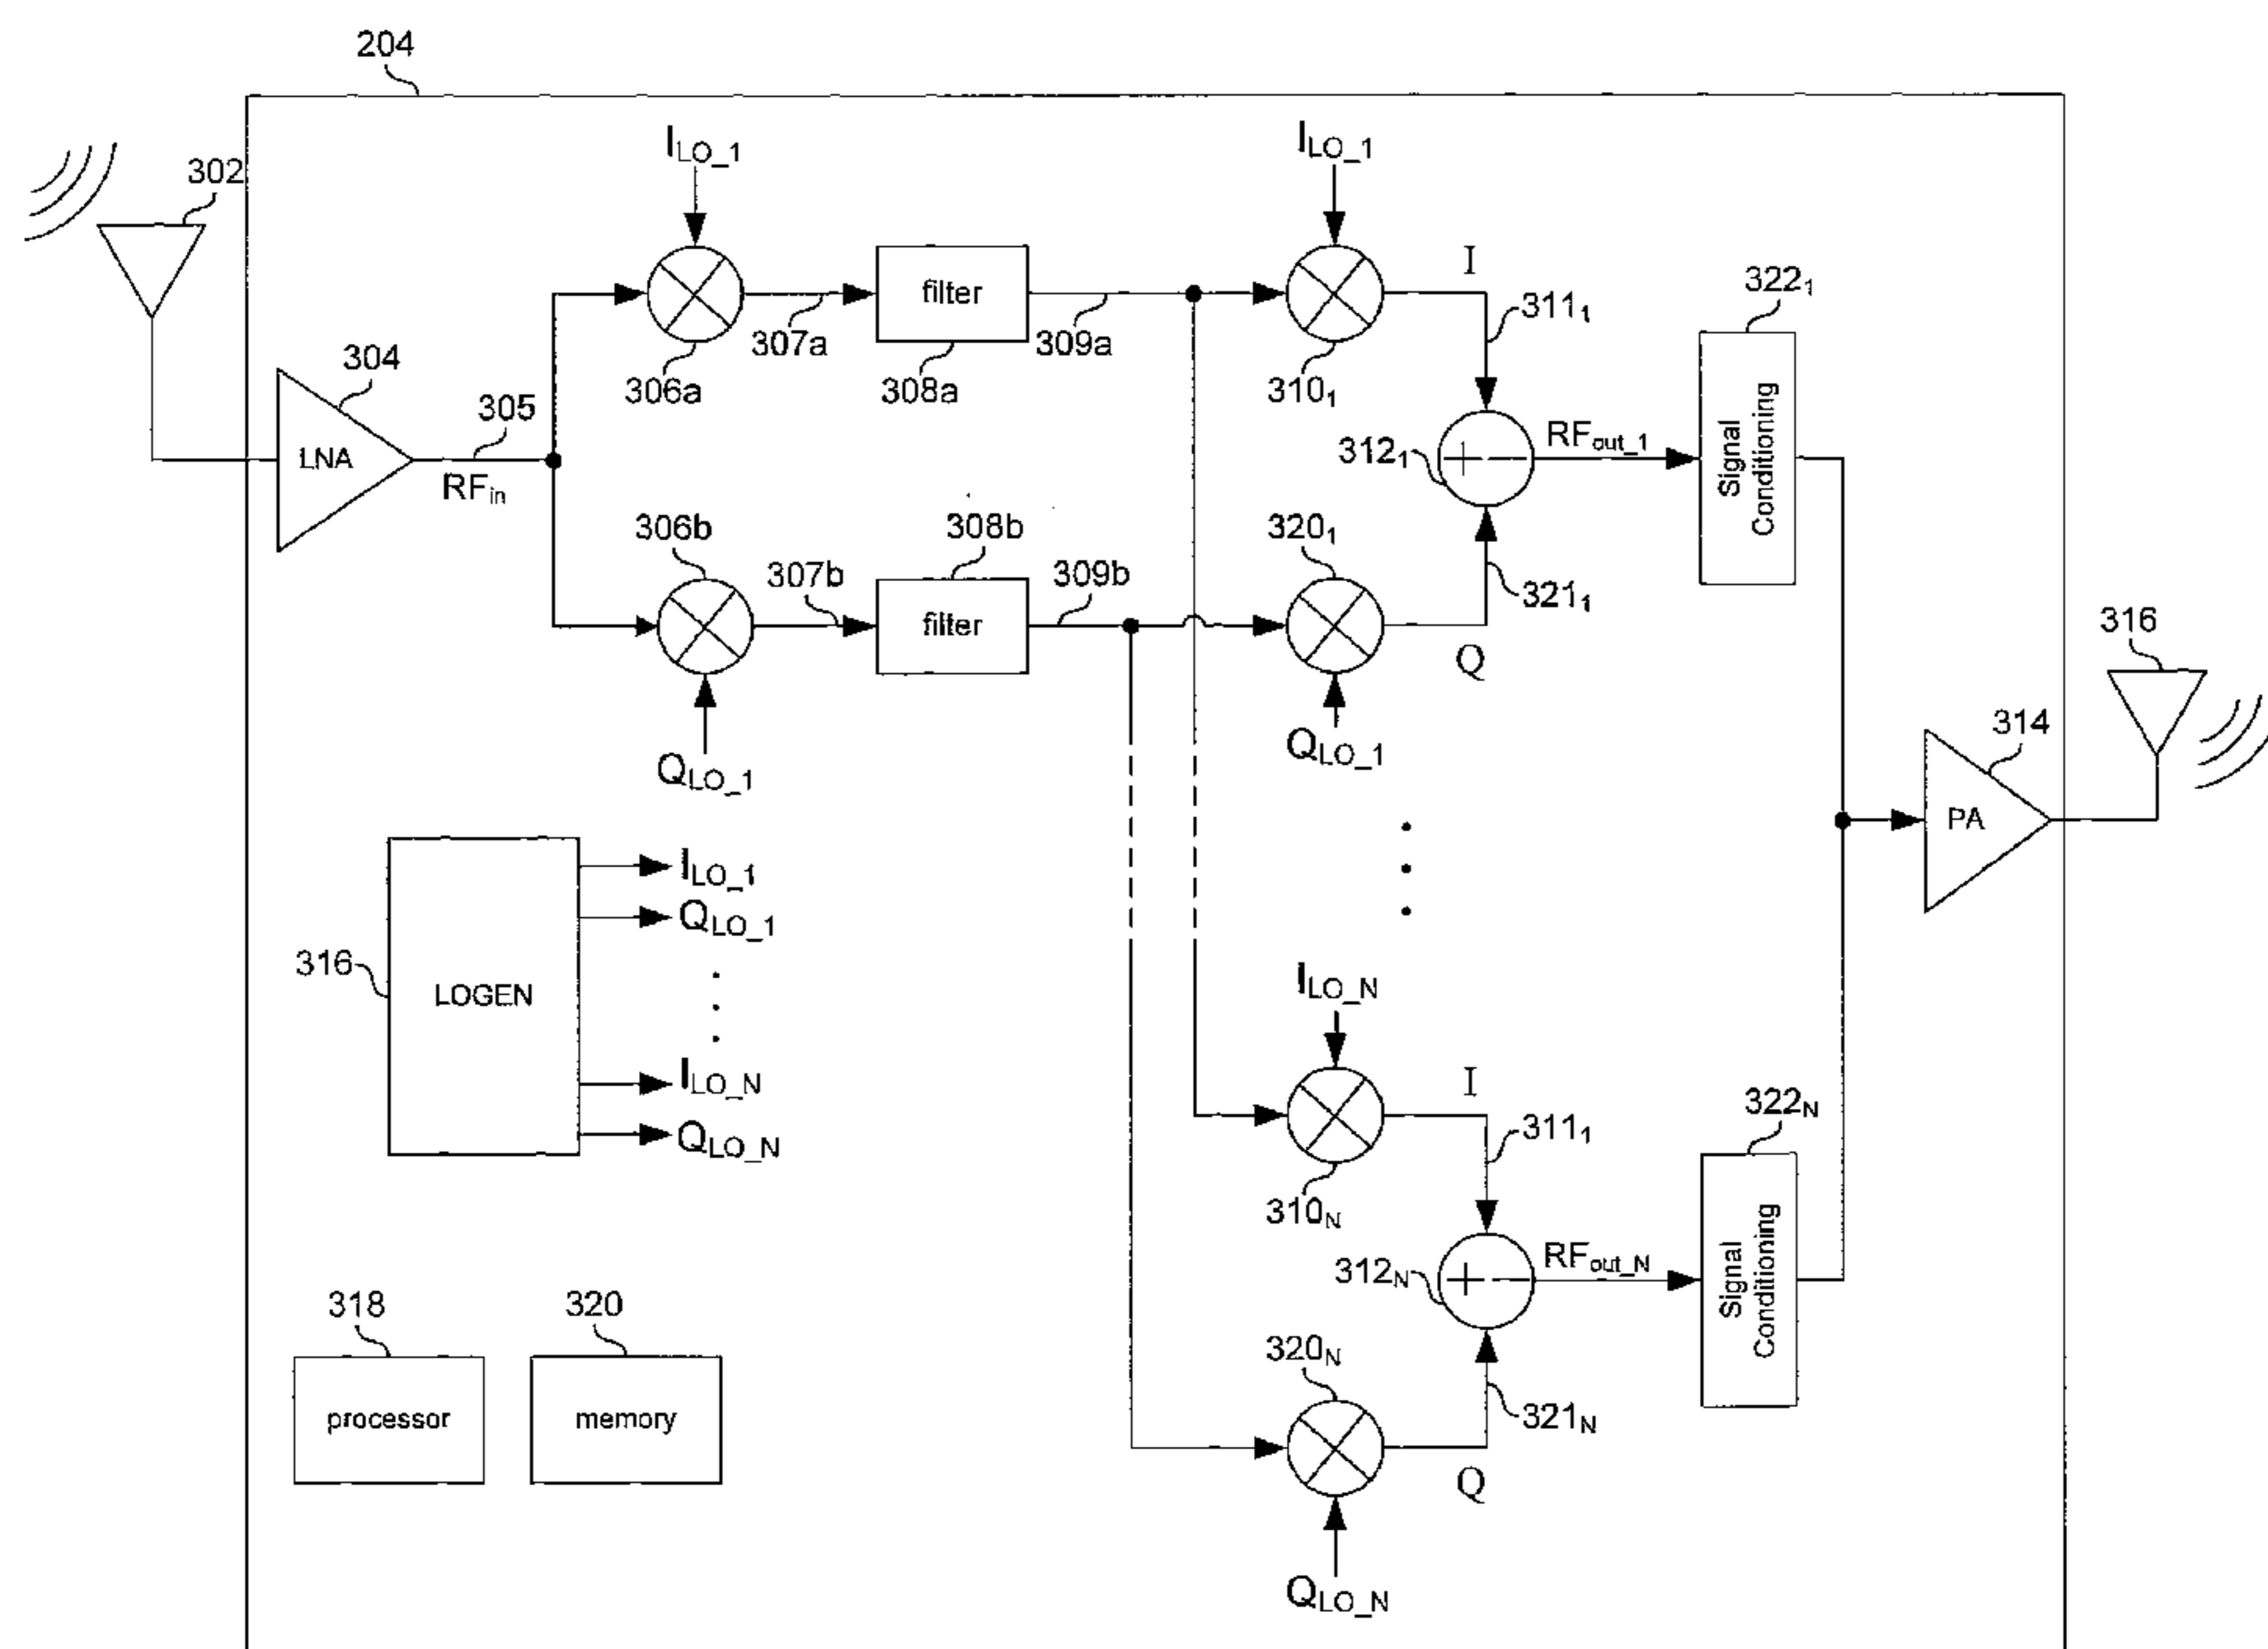 204
302
I_LO_1
I_LO_1
304
LNA
305
RF_in
306a
307a
filter
308a
309a
310_1
I
311_1
322_1
Signal
Conditioning
312_1
+ −
RF_out_1
306b
307b
308b
filter
309b
320_1
321_1
Q
Q_LO_1
Q_LO_1
316
314
PA
316
LOGEN
I_LO_1
Q_LO_1
I_LO_N
Q_LO_N
I_LO_N
I
311_1
310_N
322_N
Signal
Conditioning
312_N
+ −
RF_out_N
318
processor
320
memory
320_N
321_N
Q
Q_LO_N